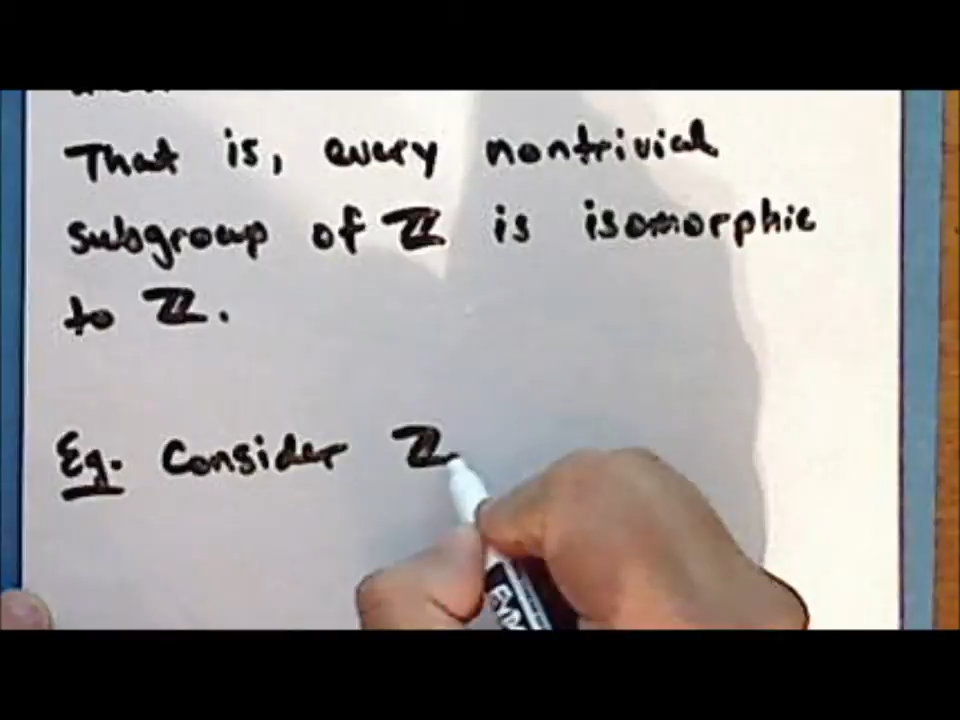 That is, every nontrivial
subgroup of ℤ is isomorphic
to ℤ.
Eg. Consider ℤ